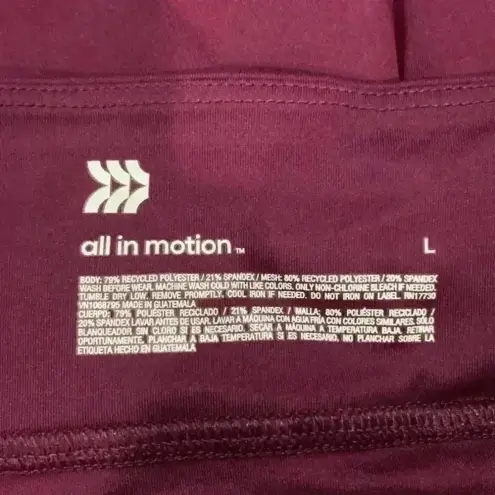 all in motion™ L
BODY: 79% RECYCLED POLYESTER / 21% SPANDEX / MESH: 80% RECYCLED POLYESTER / 20% SPANDEX
WASH BEFORE WEAR. MACHINE WASH COLD WITH LIKE COLORS. ONLY NON-CHLORINE BLEACH IF NEEDED.
TUMBLE DRY LOW. REMOVE PROMPTLY. COOL IRON IF NEEDED. DO NOT IRON ON LABEL. RN17730
VN1068795 MADE IN GUATEMALA
CUERPO: 79% POLIÉSTER RECICLADO / 21% SPANDEX / MALLA: 80% POLIÉSTER RECICLADO /
20% SPANDEX LAVAR ANTES DE USAR. LAVAR A MÁQUINA CON AGUA FRÍA CON COLORES SIMILARES. SÓLO
BLANQUEADOR SIN CLORO SI ES NECESARIO. SECAR A MÁQUINA A TEMPERATURA BAJA. RETIRAR
OPORTUNAMENTE. PLANCHAR A BAJA TEMPERATURA SI ES NECESARIO. NO PLANCHAR SOBRE LA
ETIQUETA HECHO EN GUATEMALA